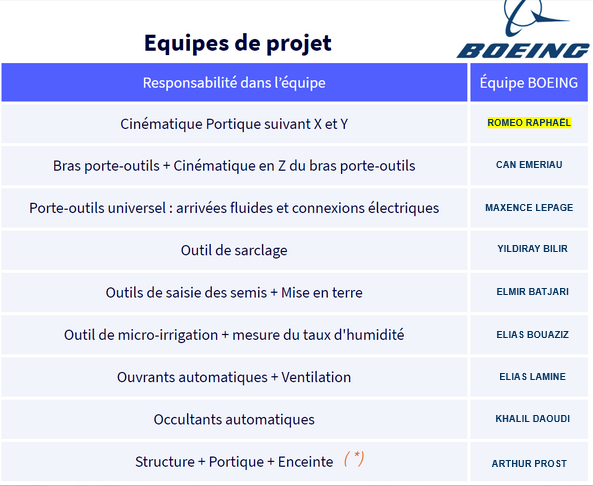 Equipes de projet
BOEING
Responsabilité dans l'équipe
Équipe BOEING
Cinématique Portique suivant X et Y
ROMEO RAPHAËL
Bras porte-outils + Cinématique en Z du bras porte-outils
CAN EMERIAU
Porte-outils universel : arrivées fluides et connexions électriques
MAXENCE LEPAGE
Outil de sarclage
YILDIRAY BILIR
Outils de saisie des semis + Mise en terre
ELMIR BATJARI
Outil de micro-irrigation + mesure du taux d'humidité
ELIAS BOUAZIZ
Ouvrants automatiques + Ventilation
ELIAS LAMINE
Occultants automatiques
KHALIL DAOUDI
Structure + Portique + Enceinte (*)
ARTHUR PROST